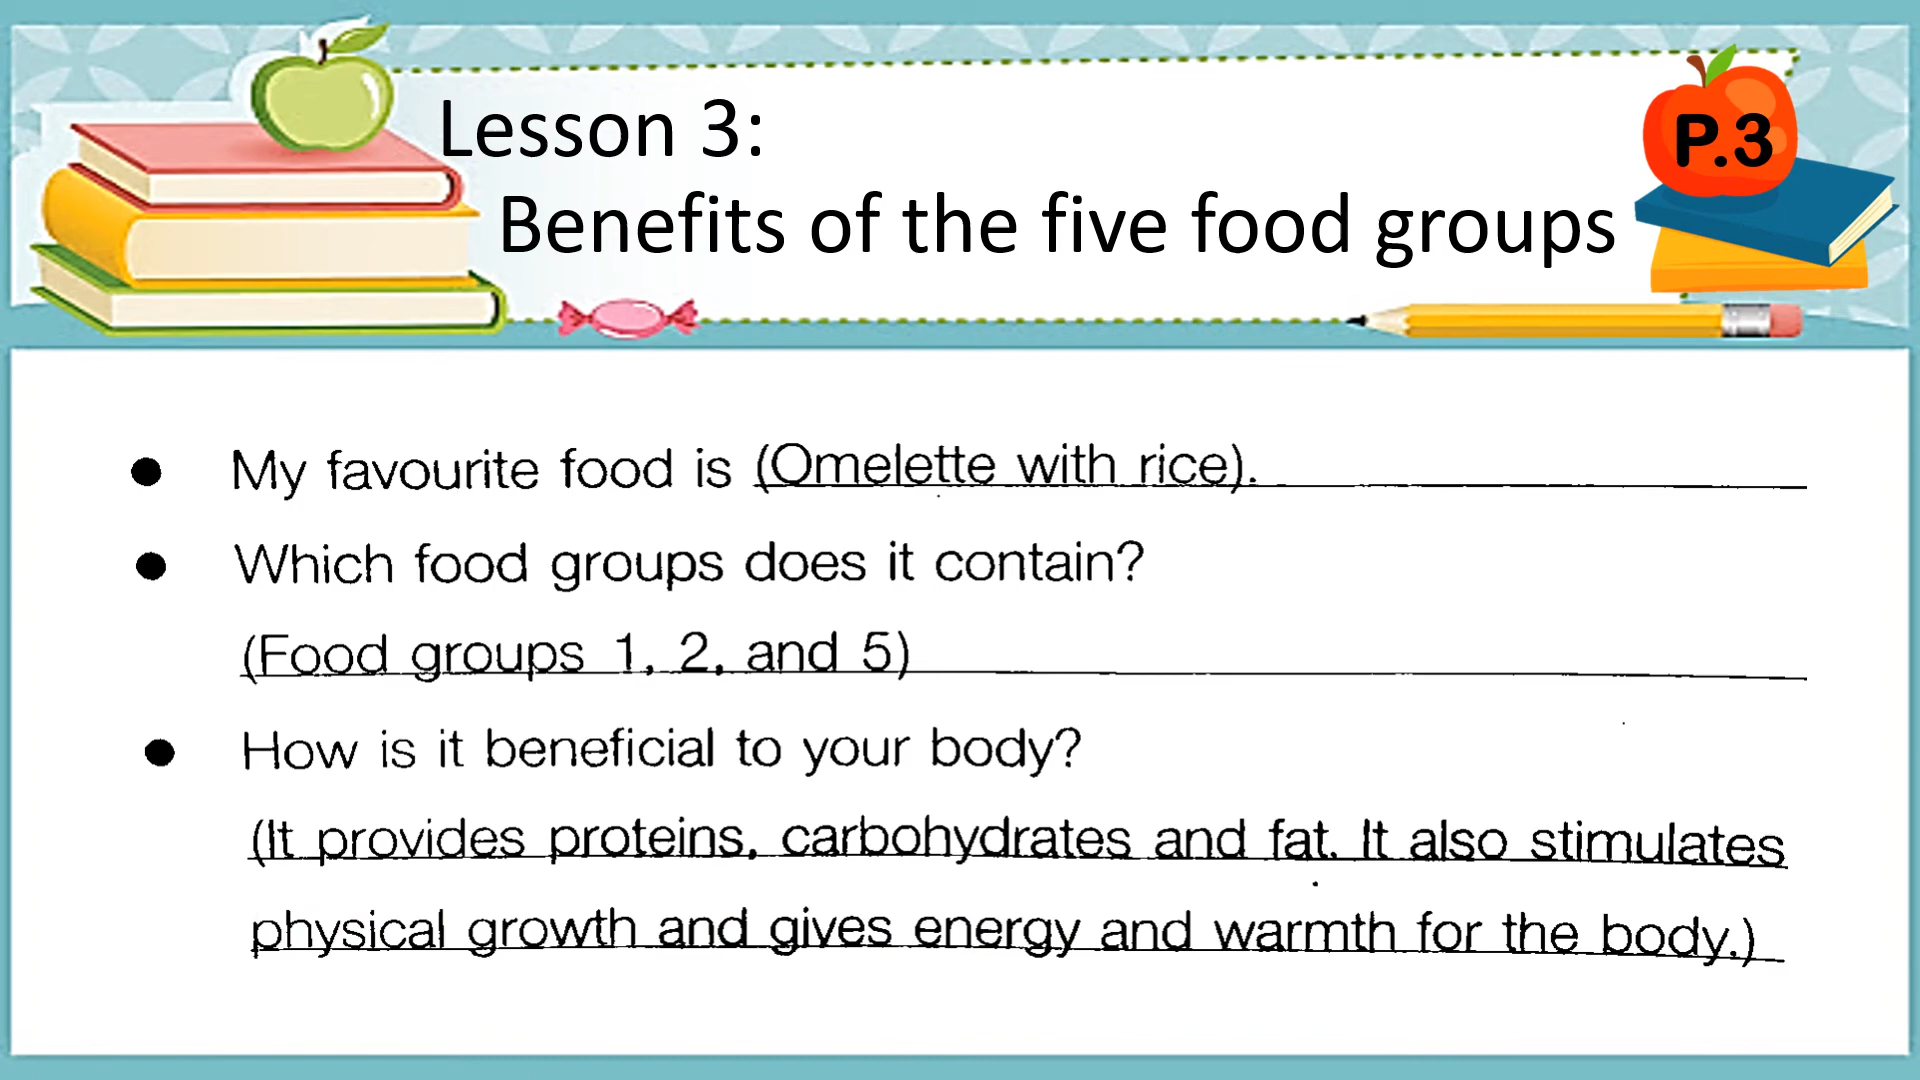 Lesson 3:
Benefits of the five food groups
P.3
● My favourite food is (Omelette with rice).
● Which food groups does it contain?
(Food groups 1, 2, and 5)
● How is it beneficial to your body?
(It provides proteins, carbohydrates and fat. It also stimulates
physical growth and gives energy and warmth for the body.)